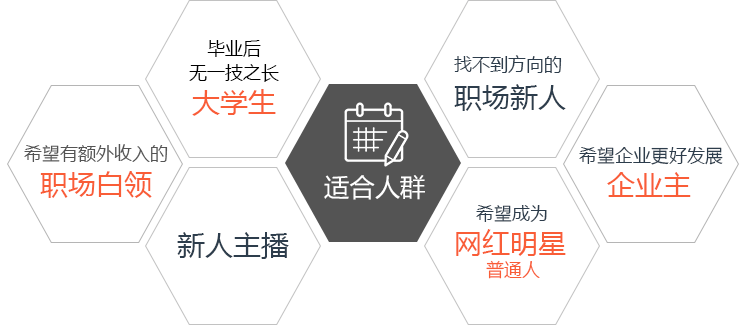 毕业后
无一技之长
大学生
找不到方向的
职场新人
希望有额外收入的
职场白领
适合人群
希望企业更好发展
企业主
新人主播
希望成为
网红明星
普通人